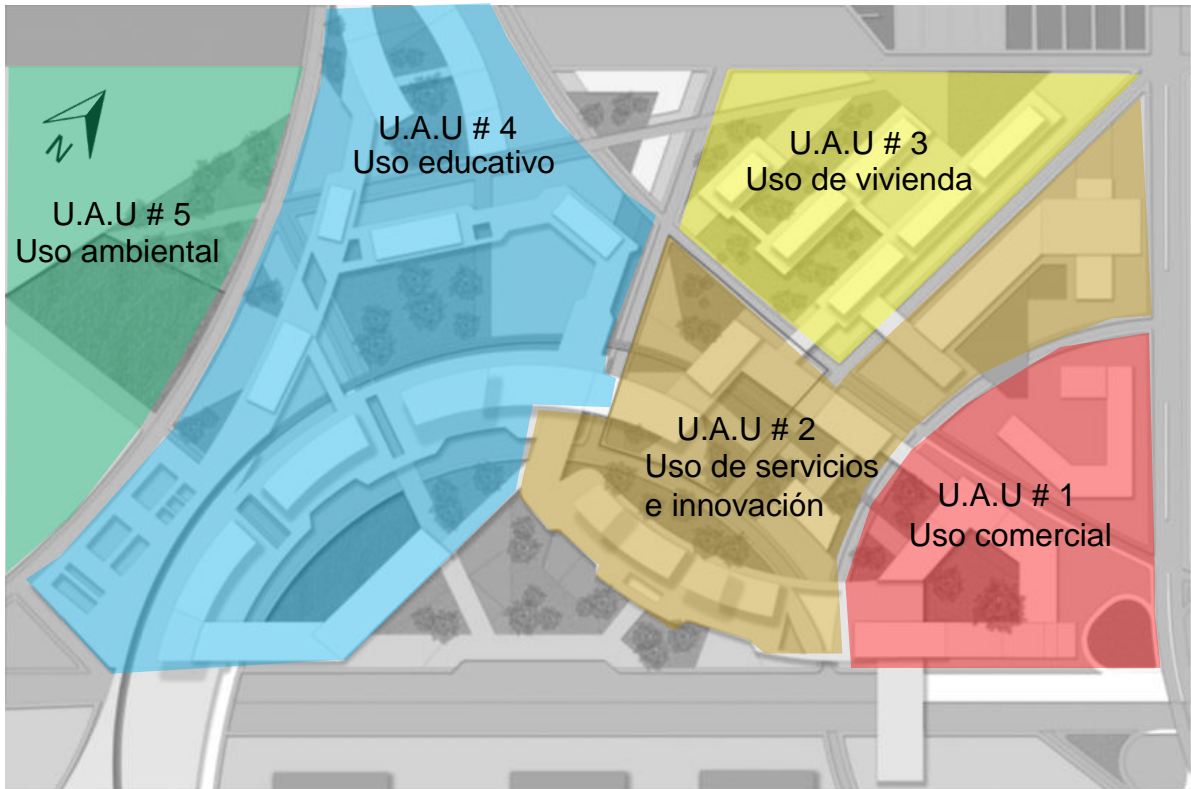 U.A.U # 4
Uso educativo
U.A.U # 3
Uso de vivienda
N
U.A.U # 5
Uso ambiental
U.A.U # 2
Uso de servicios
e innovación
U.A.U # 1
Uso comercial